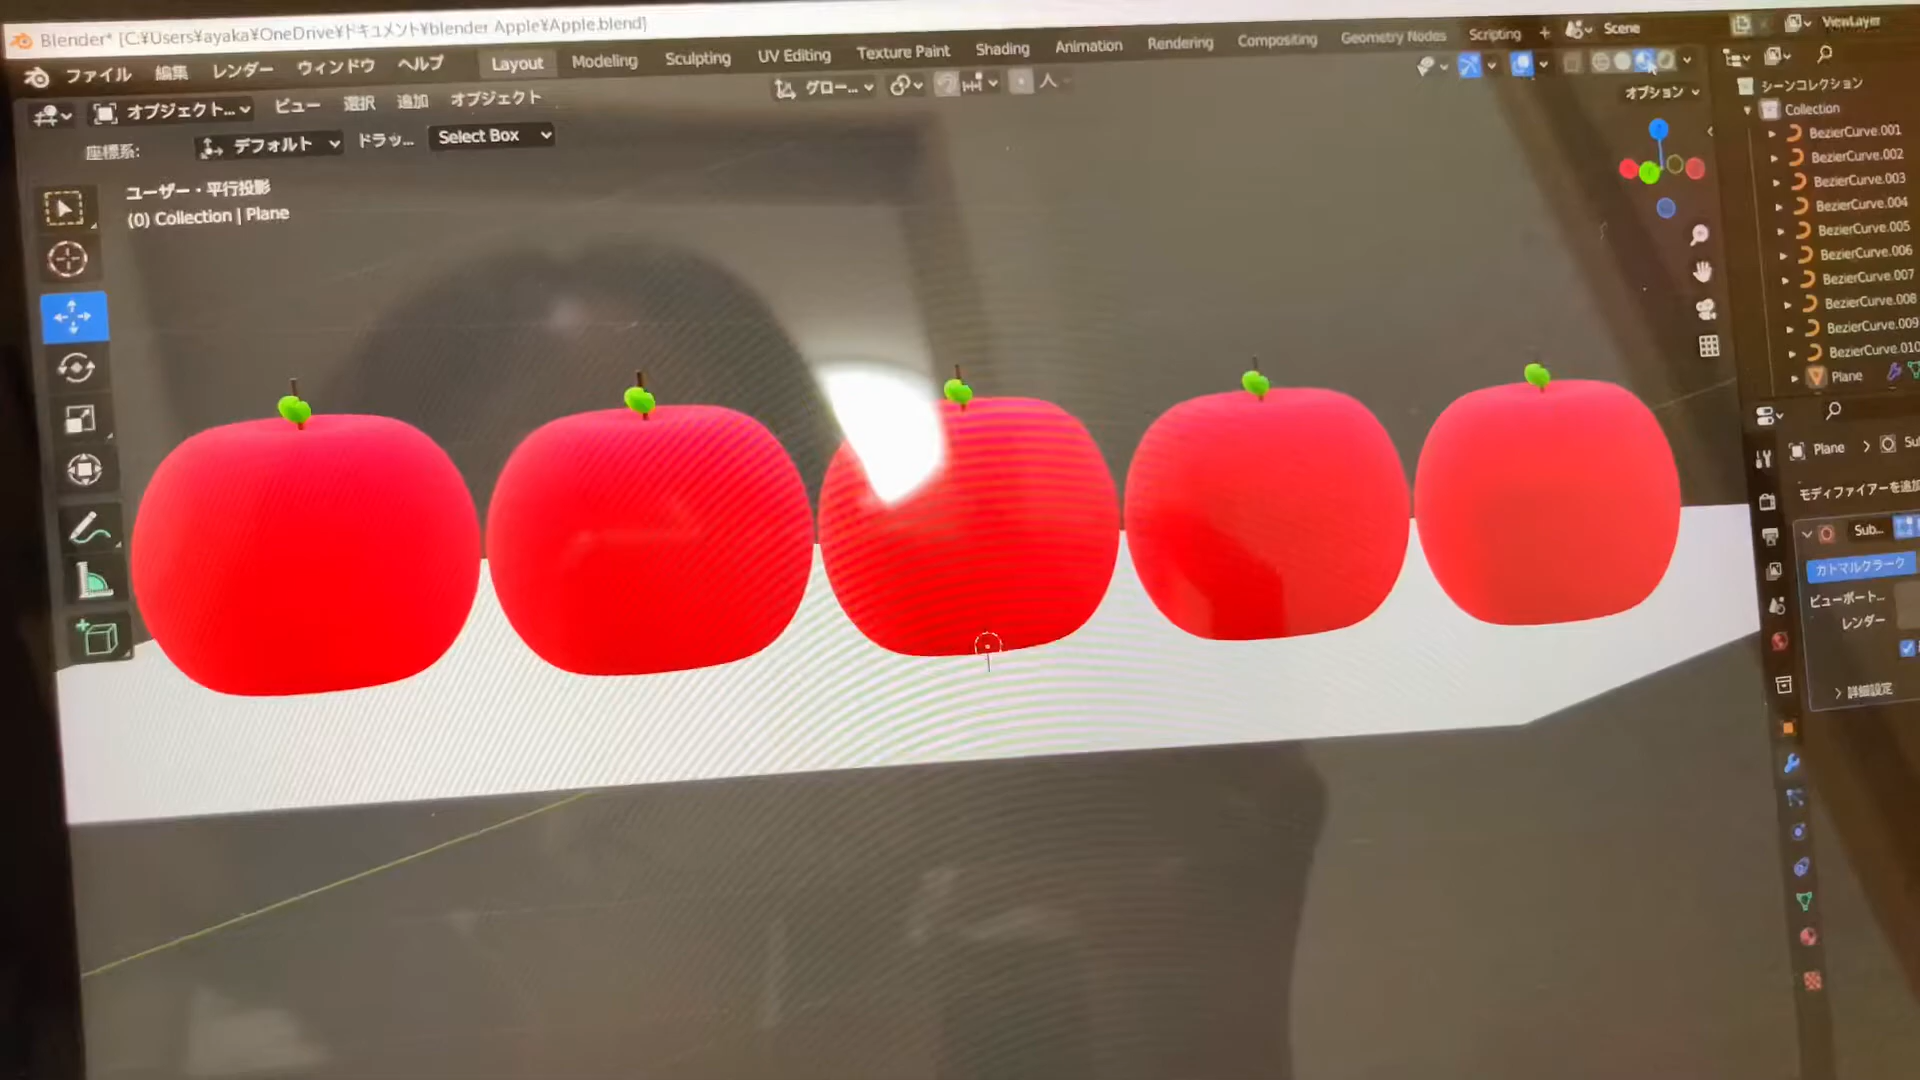 Blender* [C:¥Users¥ayaka¥OneDrive¥ドキュメント¥blender Apple¥Apple.blend]
ファイル 編集 レンダー ウィンドウ ヘルプ Layout Modeling Sculpting UV Editing Texture Paint Shading Animation Rendering Compositing Geometry Nodes Scripting + Scene ViewLayer
オブジェクト... ビュー 選択 追加 オブジェクト グロー...
座標系: デフォルト ドラッ... Select Box オプション
ユーザー・平行投影
(0) Collection | Plane
シーンコレクション
Collection
BezierCurve.001
BezierCurve.002
BezierCurve.003
BezierCurve.004
BezierCurve.005
BezierCurve.006
BezierCurve.007
BezierCurve.008
BezierCurve.009
BezierCurve.010
Plane
Plane > Su
モディファイアーを追加
Sub...
カトマルクラーク
ビューポート...
レンダー
詳細設定